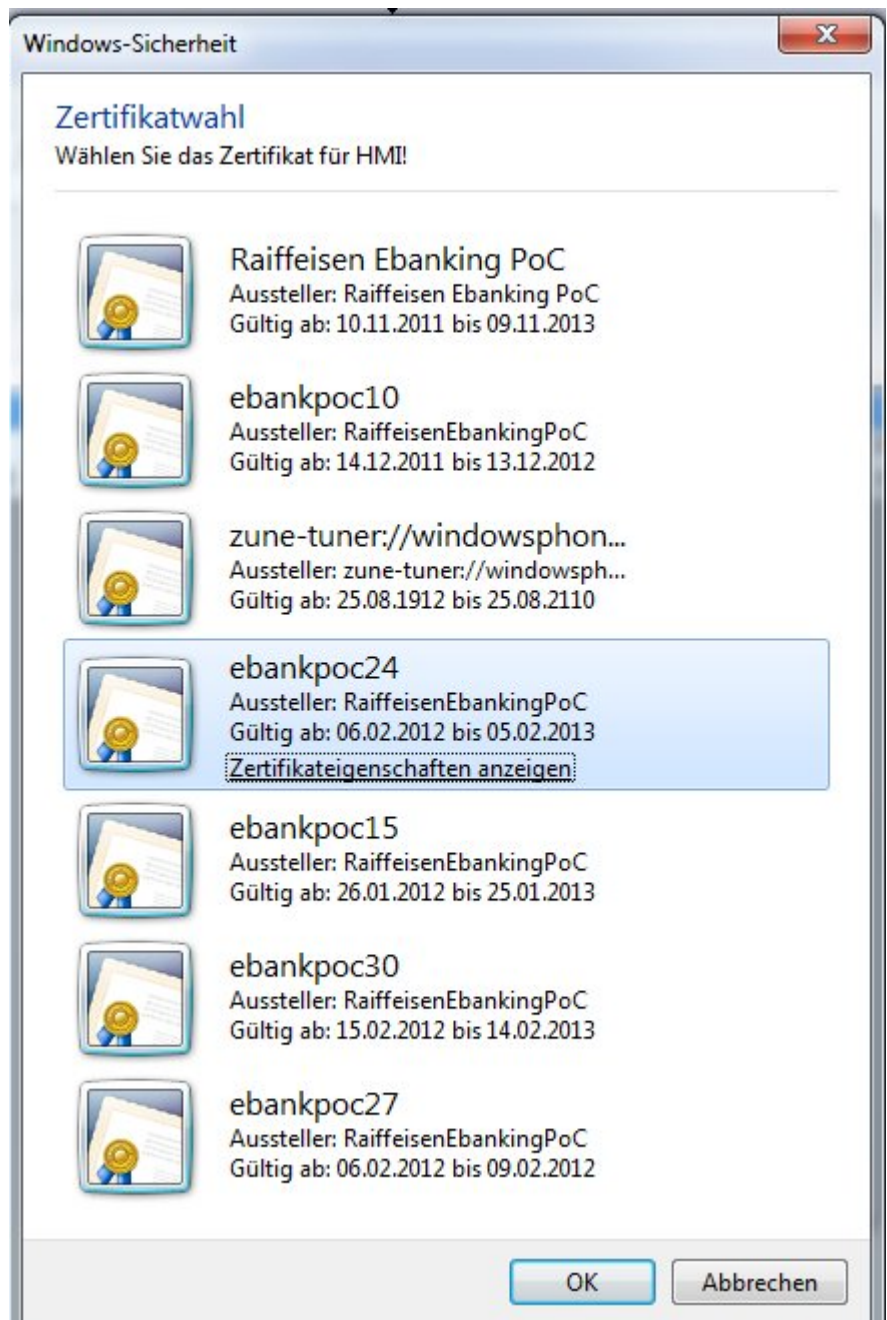 Windows-Sicherheit
Zertifikatwahl
Wählen Sie das Zertifikat für HMI!
Raiffeisen Ebanking PoC
Aussteller: Raiffeisen Ebanking PoC
Gültig ab: 10.11.2011 bis 09.11.2013
ebankpoc10
Aussteller: RaiffeisenEbankingPoC
Gültig ab: 14.12.2011 bis 13.12.2012
zune-tuner://windowsphon...
Aussteller: zune-tuner://windowsph...
Gültig ab: 25.08.1912 bis 25.08.2110
ebankpoc24
Aussteller: RaiffeisenEbankingPoC
Gültig ab: 06.02.2012 bis 05.02.2013
Zertifikateigenschaften anzeigen
ebankpoc15
Aussteller: RaiffeisenEbankingPoC
Gültig ab: 26.01.2012 bis 25.01.2013
ebankpoc30
Aussteller: RaiffeisenEbankingPoC
Gültig ab: 15.02.2012 bis 14.02.2013
ebankpoc27
Aussteller: RaiffeisenEbankingPoC
Gültig ab: 06.02.2012 bis 09.02.2012
OK Abbrechen